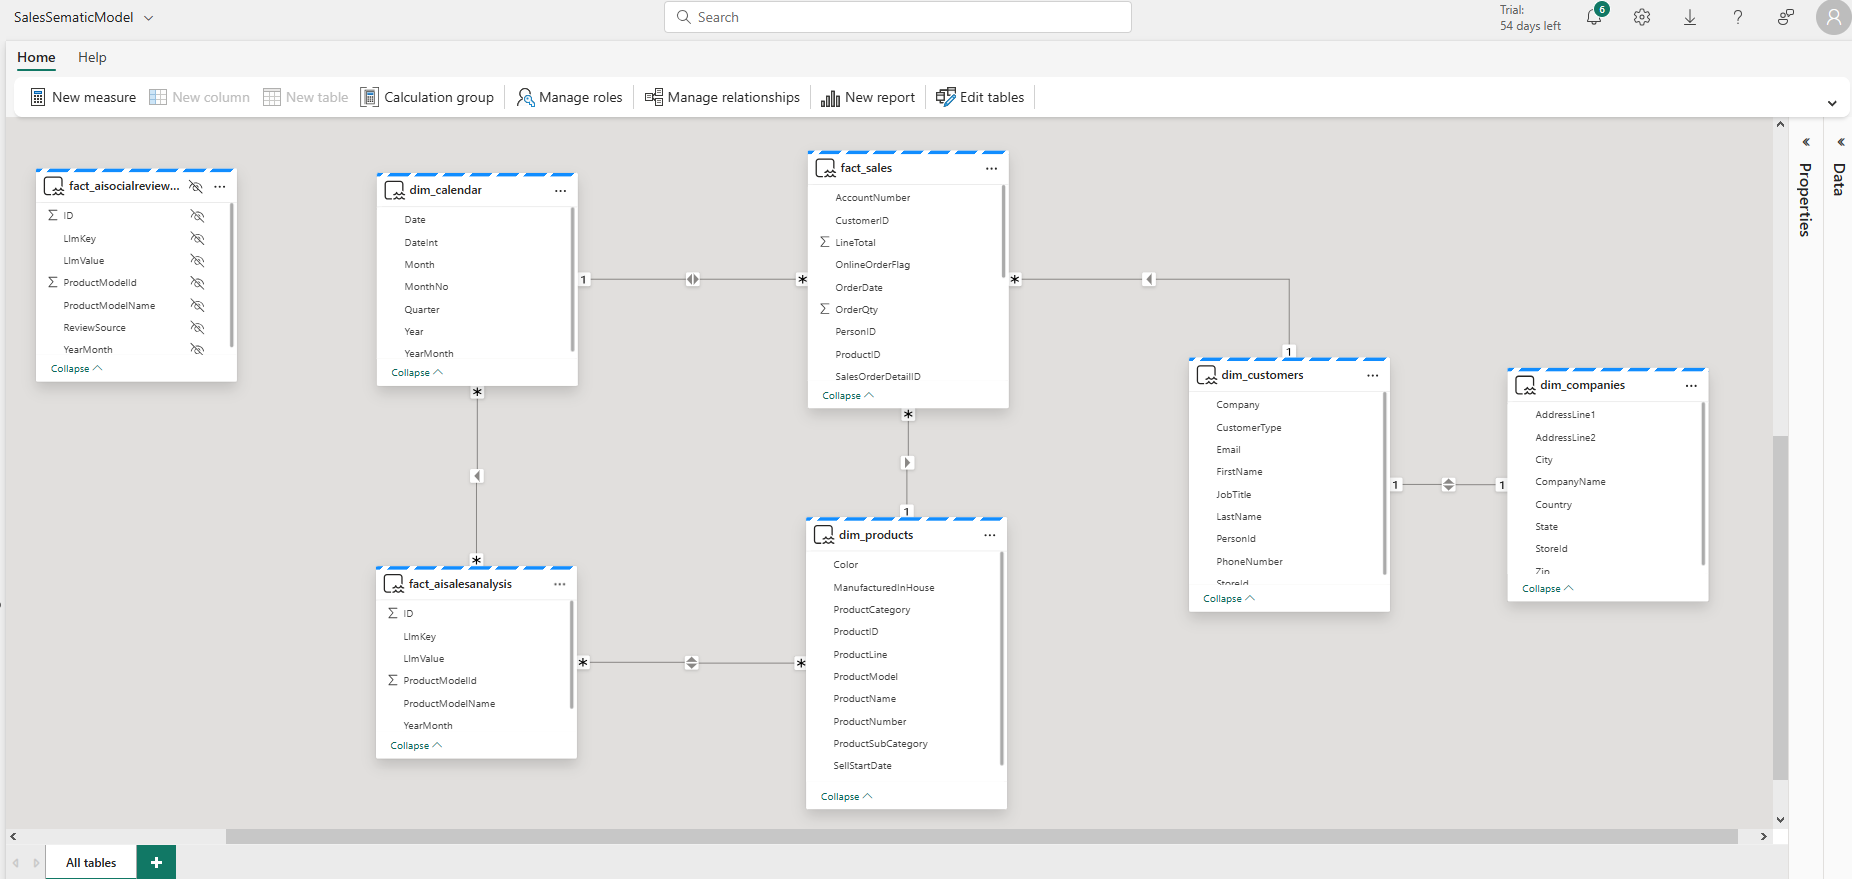 SalesSematicModel
Search
Trial:
54 days left
6
Home
Help
New measure
New column
New table
Calculation group
Manage roles
Manage relationships
New report
Edit tables
fact_aisocialreview...
ID
LlmKey
LlmValue
ProductModelId
ProductModelName
ReviewSource
YearMonth
Collapse
dim_calendar
Date
DateInt
Month
MonthNo
Quarter
Year
YearMonth
Collapse
1
*
fact_sales
AccountNumber
CustomerID
LineTotal
OnlineOrderFlag
OrderDate
OrderQty
PersonID
ProductID
SalesOrderDetailID
Collapse
*
1
dim_customers
Company
CustomerType
Email
FirstName
JobTitle
LastName
PersonId
PhoneNumber
StoreId
Collapse
1
1
dim_companies
AddressLine1
AddressLine2
City
CompanyName
Country
State
StoreId
Zip
Collapse
*
*
fact_aisalesanalysis
ID
LlmKey
LlmValue
ProductModelId
ProductModelName
YearMonth
Collapse
*
*
*
1
dim_products
Color
ManufacturedInHouse
ProductCategory
ProductID
ProductLine
ProductModel
ProductName
ProductNumber
ProductSubCategory
SellStartDate
Collapse
Properties
Data
All tables